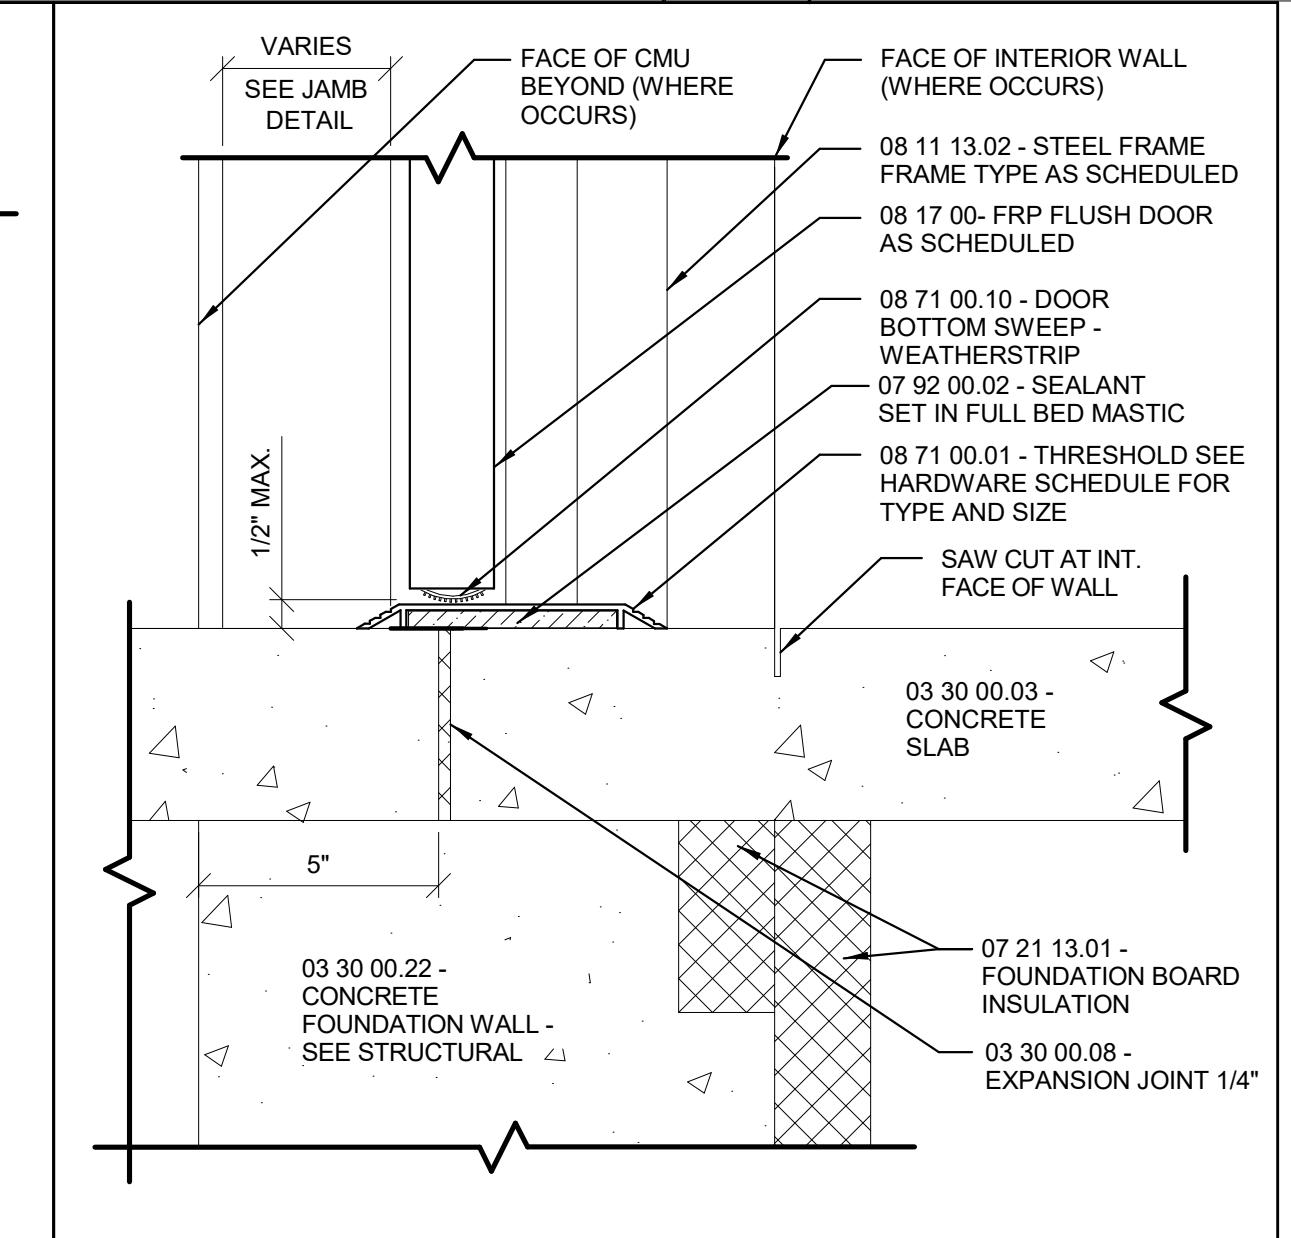 VARIES
SEE JAMB
DETAIL
FACE OF CMU
BEYOND (WHERE
OCCURS)
FACE OF INTERIOR WALL
(WHERE OCCURS)
08 11 13.02 - STEEL FRAME
FRAME TYPE AS SCHEDULED
08 17 00- FRP FLUSH DOOR
AS SCHEDULED
08 71 00.10 - DOOR
BOTTOM SWEEP -
WEATHERSTRIP
07 92 00.02 - SEALANT
SET IN FULL BED MASTIC
08 71 00.01 - THRESHOLD SEE
HARDWARE SCHEDULE FOR
TYPE AND SIZE
1/2" MAX.
SAW CUT AT INT.
FACE OF WALL
03 30 00.03 -
CONCRETE
SLAB
5"
03 30 00.22 -
CONCRETE
FOUNDATION WALL -
SEE STRUCTURAL
07 21 13.01 -
FOUNDATION BOARD
INSULATION
03 30 00.08 -
EXPANSION JOINT 1/4"